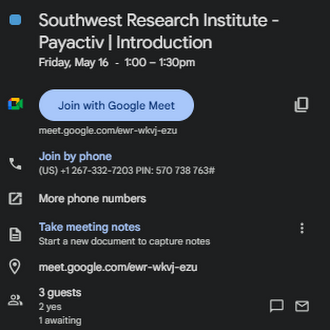 Southwest Research Institute -
Payactiv | Introduction
Friday, May 16 - 1:00 – 1:30pm
Join with Google Meet
meet.google.com/ewr-wkvj-ezu
Join by phone
(US) +1 267-332-7203 PIN: 570 738 763#
More phone numbers
Take meeting notes
Start a new document to capture notes
meet.google.com/ewr-wkvj-ezu
3 guests
2 yes
1 awaiting